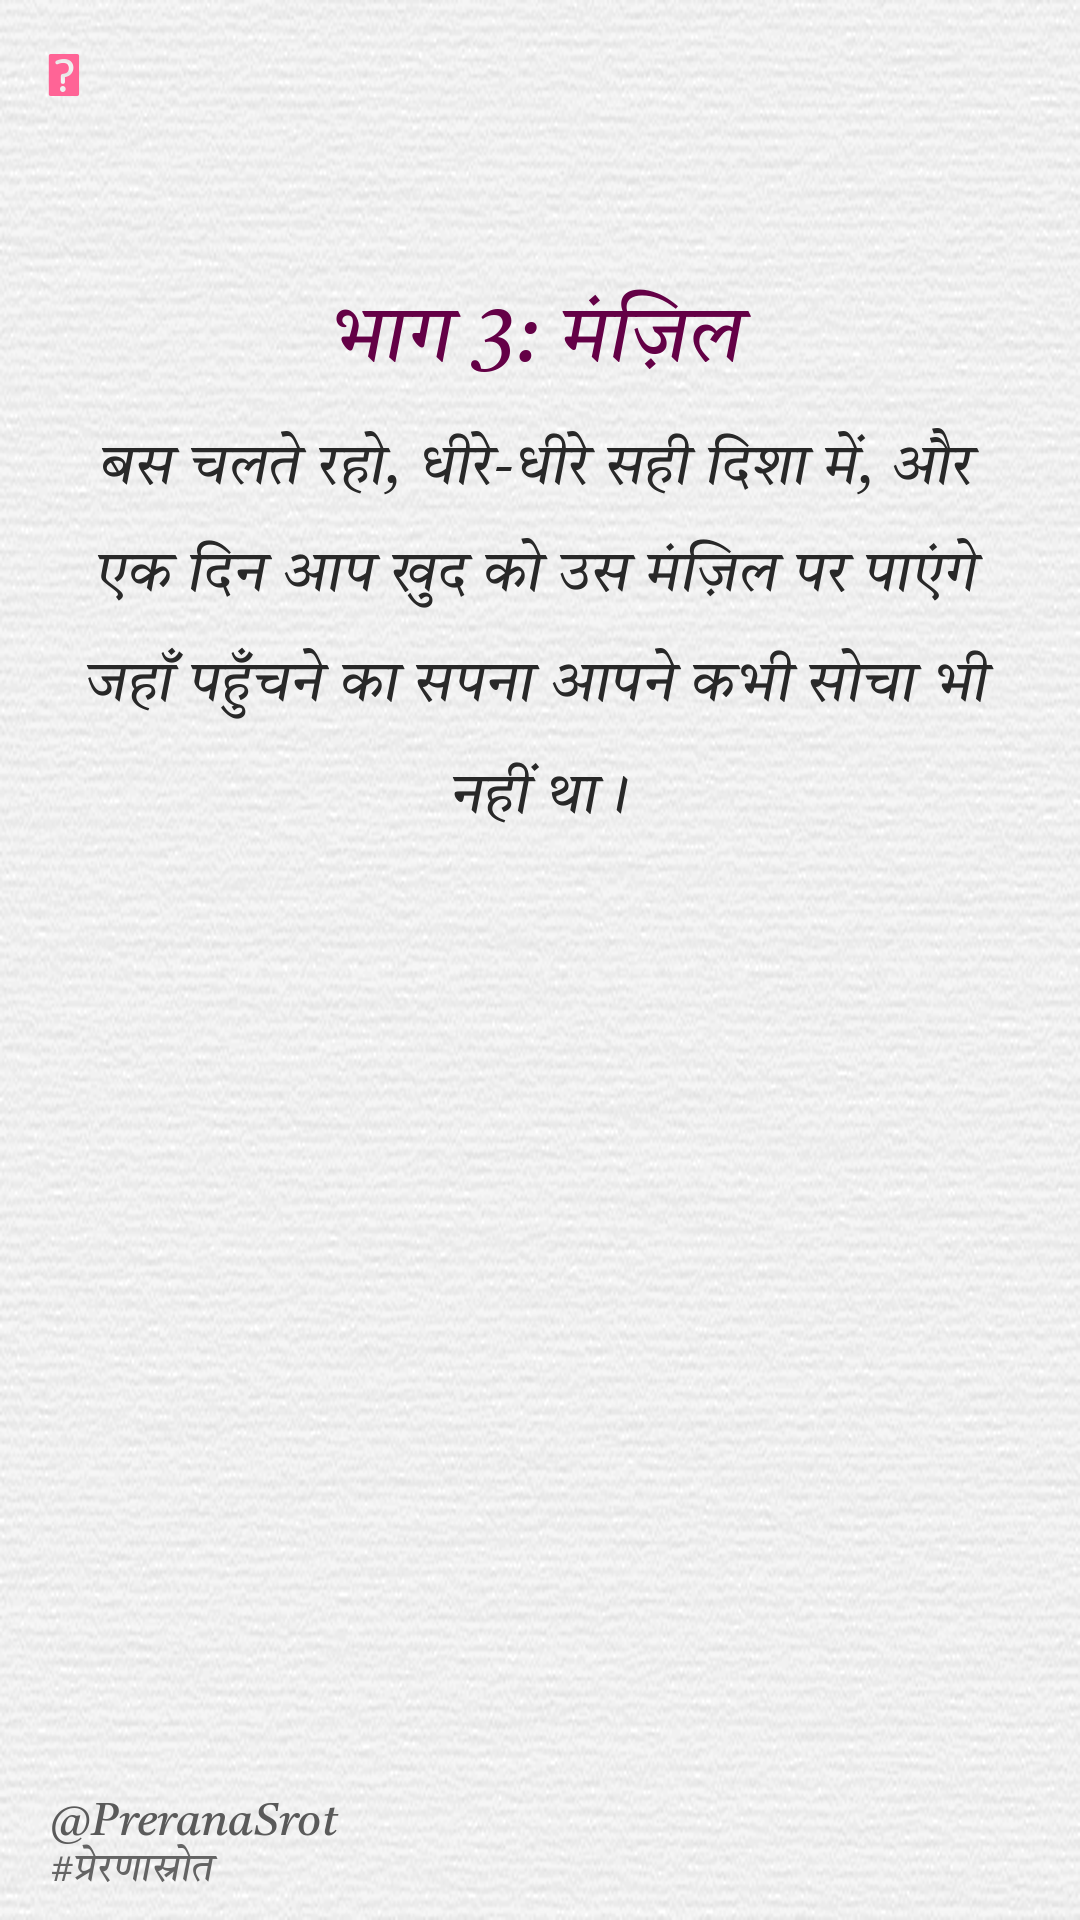 ?
भाग 3: मंज़िल
बस चलते रहो, धीरे-धीरे सही दिशा में, और
एक दिन आप खुद को उस मंज़िल पर पाएंगे
जहाँ पहुँचने का सपना आपने कभी सोचा भी
नहीं था।
@PreranaSrot
#प्रेरणास्रोत